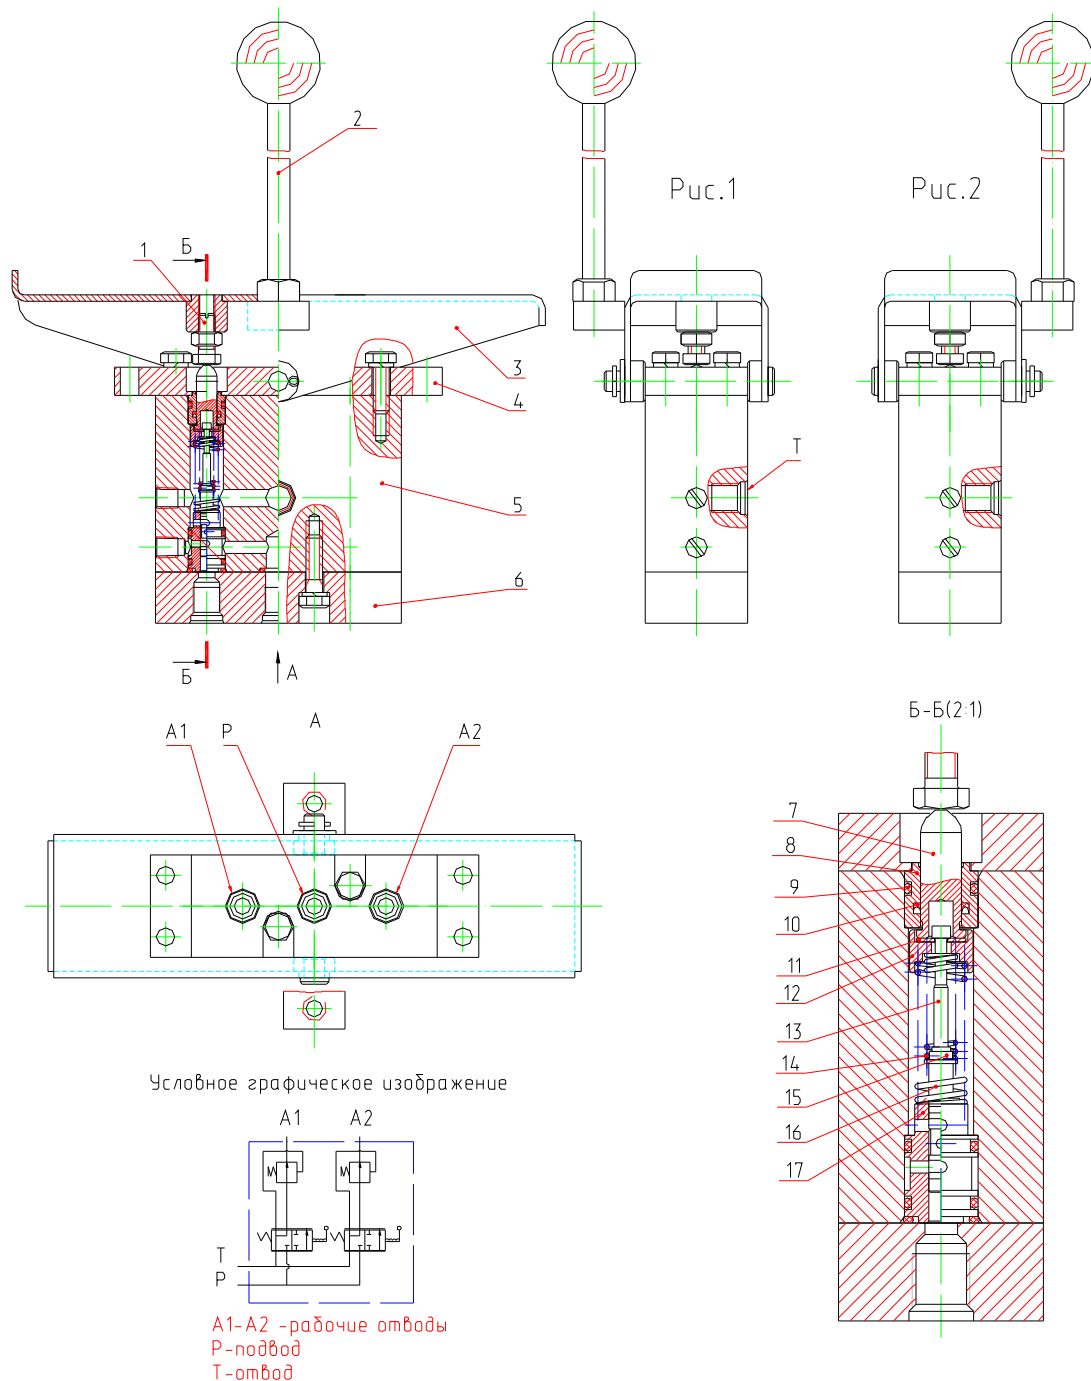 2
Рис.1
Рис.2
Б
1
3
4
Т
5
6
Б
А
А
А1
Р
А2
Б-Б(2:1)
7
8
9
10
11
12
13
14
15
16
17
Условное графическое изображение
А1
А2
Т
Р
А1-А2 -рабочие отводы
Р-подвод
Т-отвод